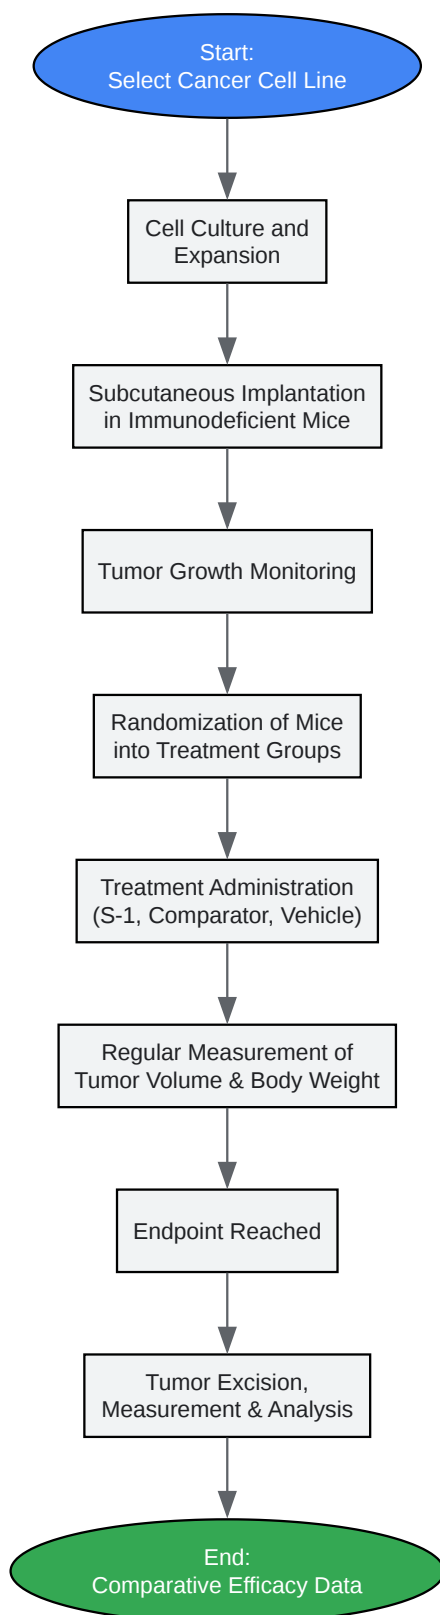 Start:
Select Cancer Cell Line
Cell Culture and
Expansion
Subcutaneous Implantation
in Immunodeficient Mice
Tumor Growth Monitoring
Randomization of Mice
into Treatment Groups
Treatment Administration
(S-1, Comparator, Vehicle)
Regular Measurement of
Tumor Volume & Body Weight
Endpoint Reached
Tumor Excision,
Measurement & Analysis
End:
Comparative Efficacy Data